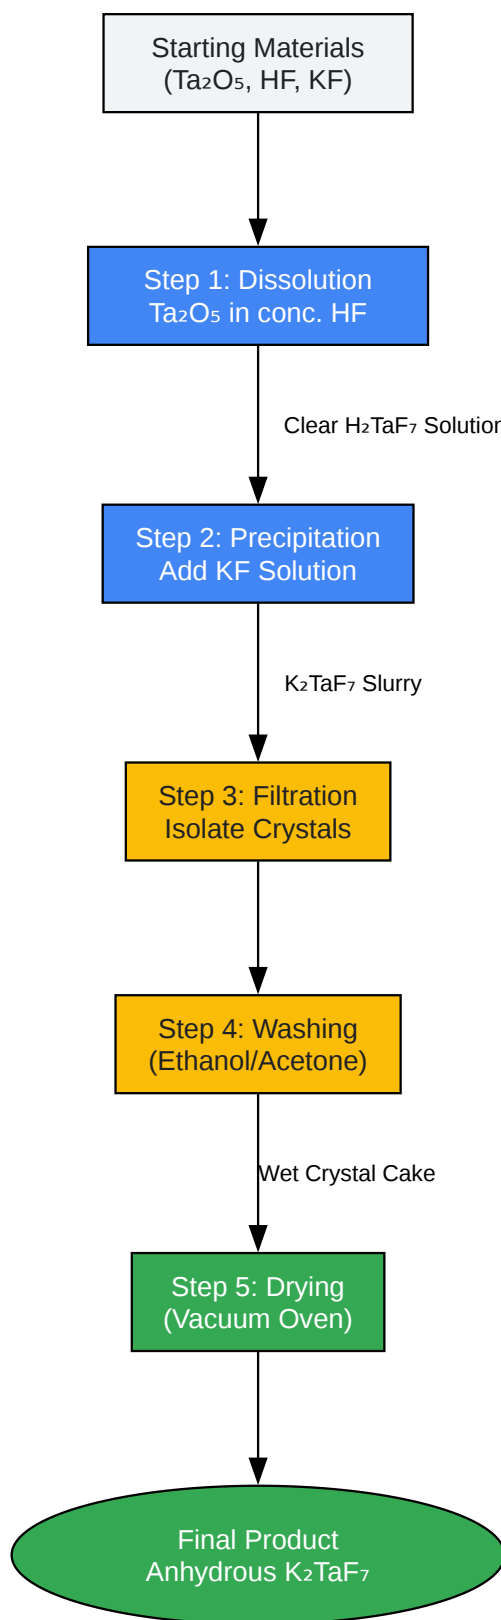 Starting Materials
(Ta₂O₅, HF, KF)
Step 1: Dissolution
Ta₂O₅ in conc. HF
Clear H₂TaF₇ Solution
Step 2: Precipitation
Add KF Solution
K₂TaF₇ Slurry
Step 3: Filtration
Isolate Crystals
Step 4: Washing
(Ethanol/Acetone)
Wet Crystal Cake
Step 5: Drying
(Vacuum Oven)
Final Product
Anhydrous K₂TaF₇